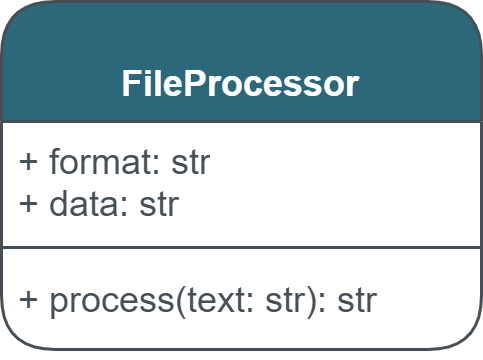 FileProcessor
+ format: str
+ data: str
+ process(text: str): str